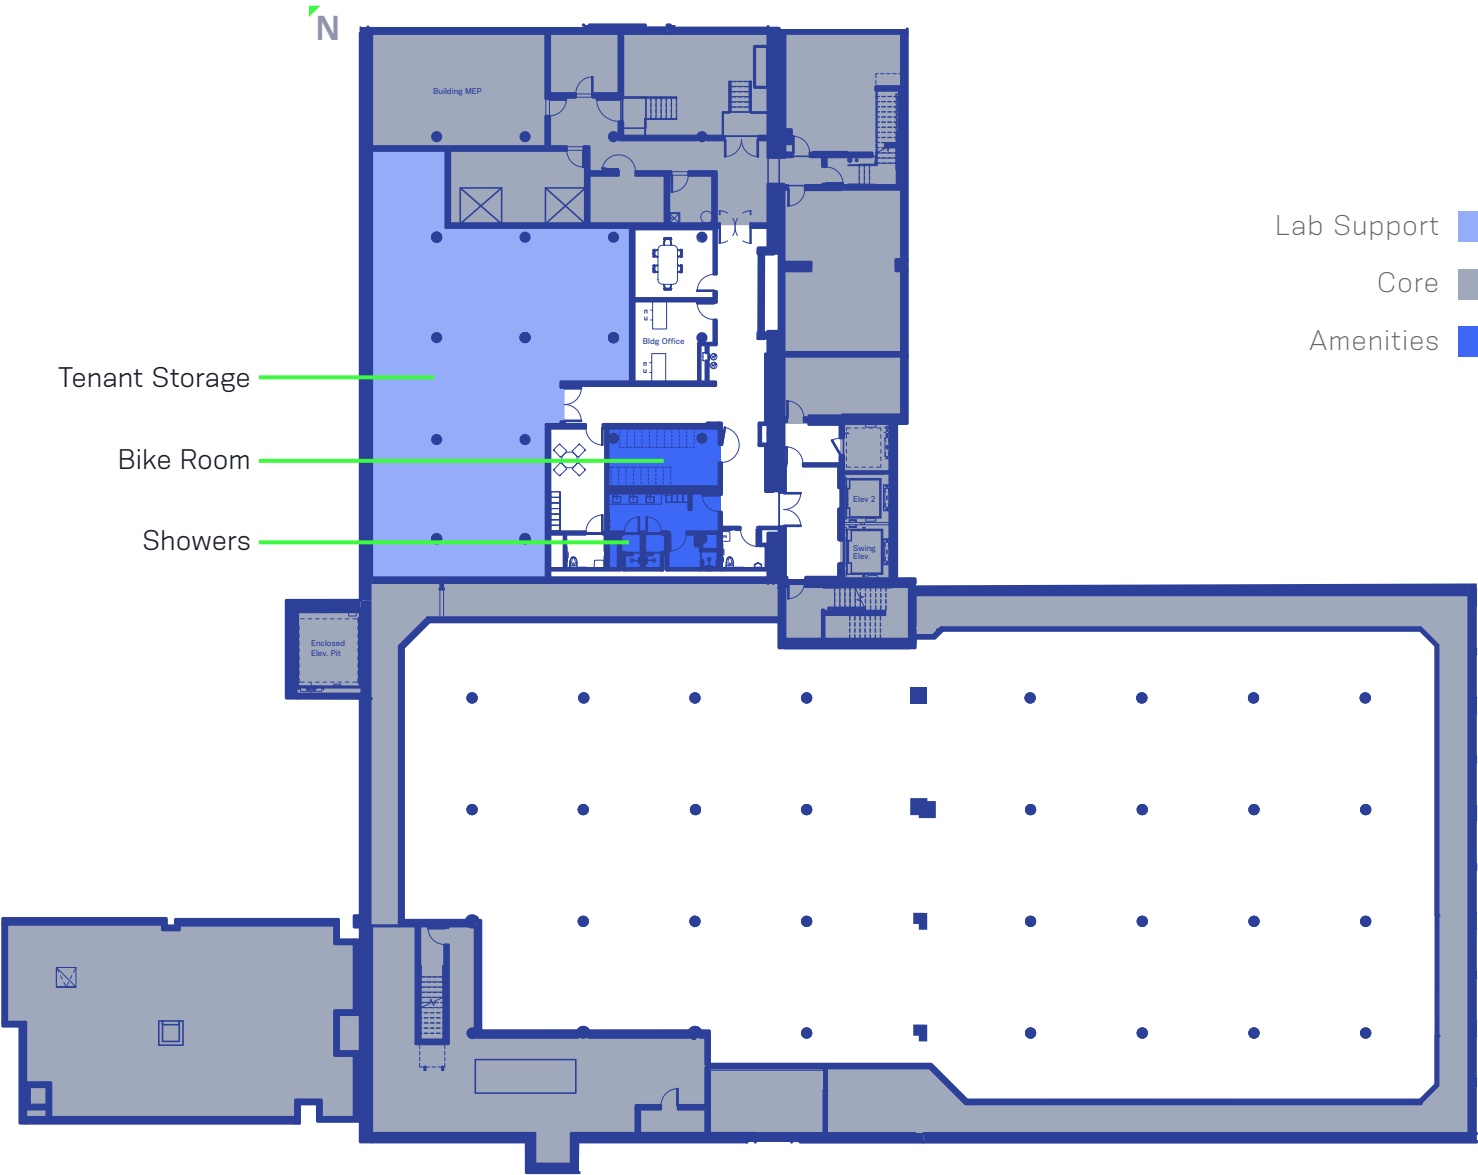 N
Building MEP
Lab Support
Core
Amenities
Bldg Office
Tenant Storage
Bike Room
Elev 2
Showers
Swing
Elev.
Enclosed
Elev. Pit